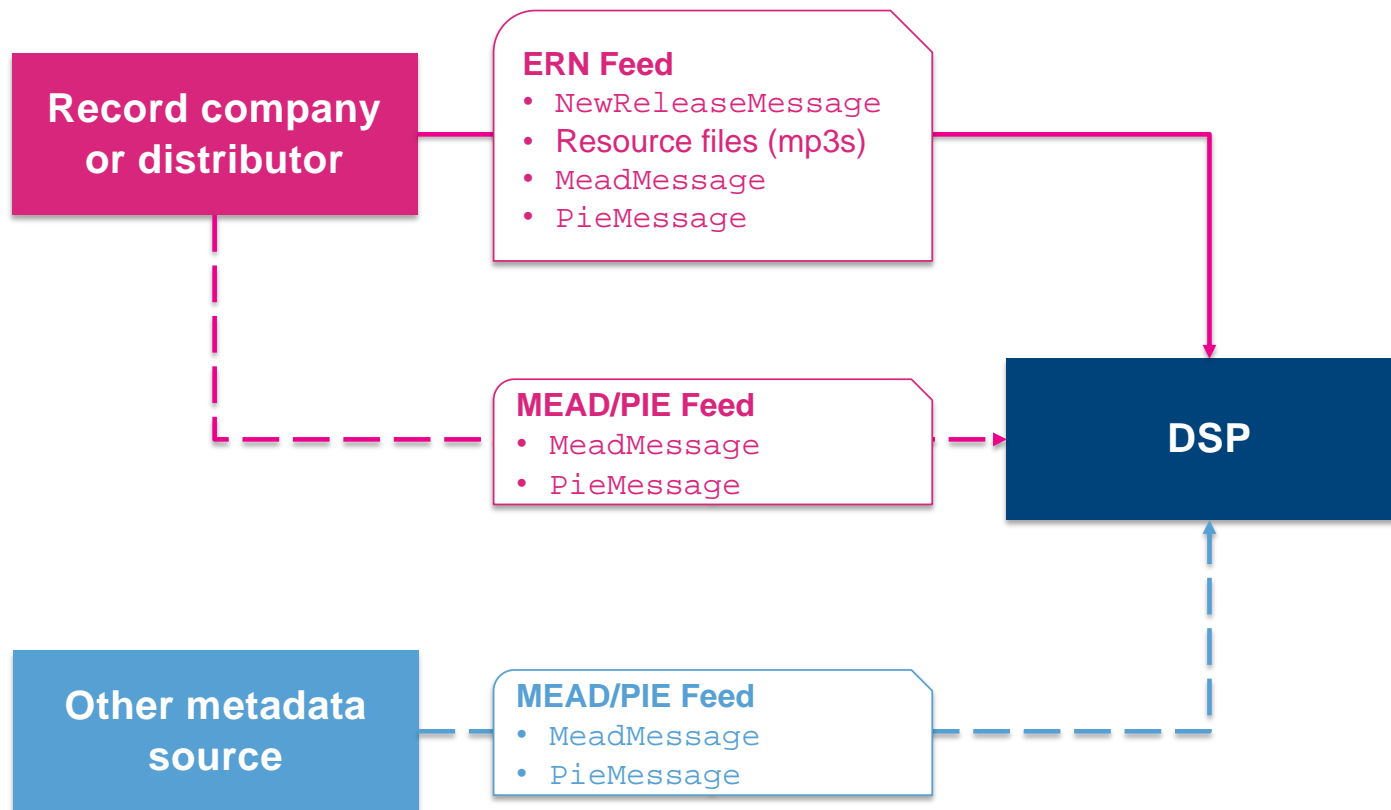 Record company
or distributor
ERN Feed
• NewReleaseMessage
• Resource files (mp3s)
• MeadMessage
• PieMessage
MEAD/PIE Feed
• MeadMessage
• PieMessage
DSP
Other metadata
source
MEAD/PIE Feed
• MeadMessage
• PieMessage